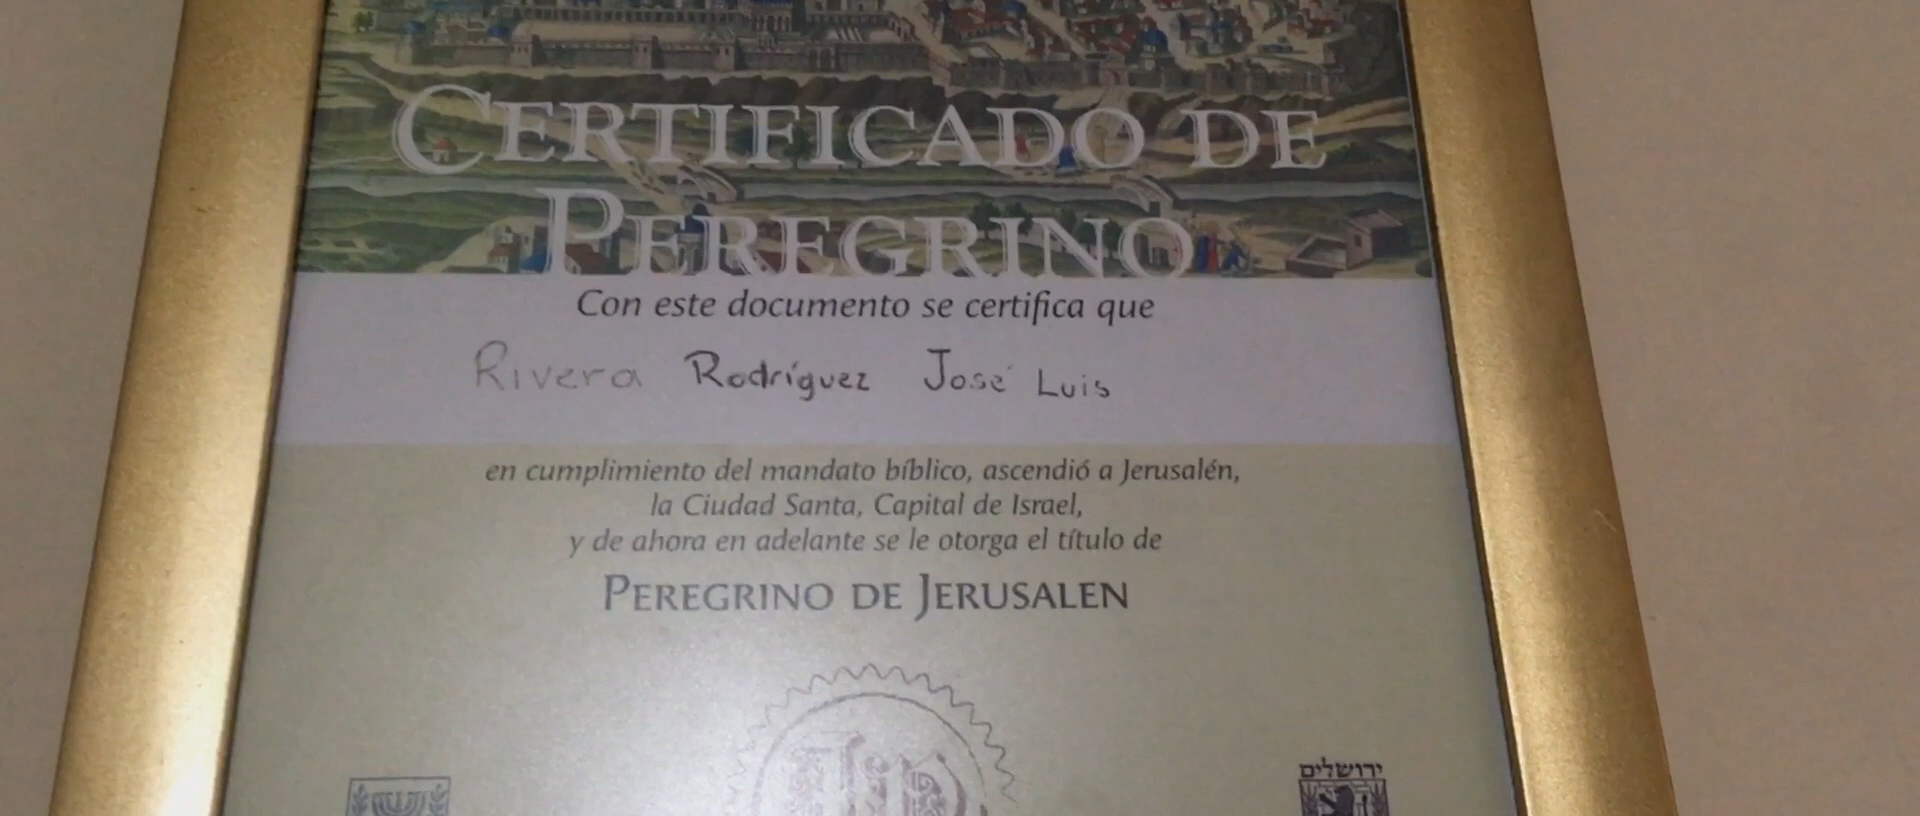 CERTIFICADO DE
PEREGRINO
Con este documento se certifica que
Rivera Rodríguez José Luis
en cumplimiento del mandato bíblico, ascendió a Jerusalén,
la Ciudad Santa, Capital de Israel,
y de ahora en adelante se le otorga el título de
PEREGRINO DE JERUSALEN
ירושלים